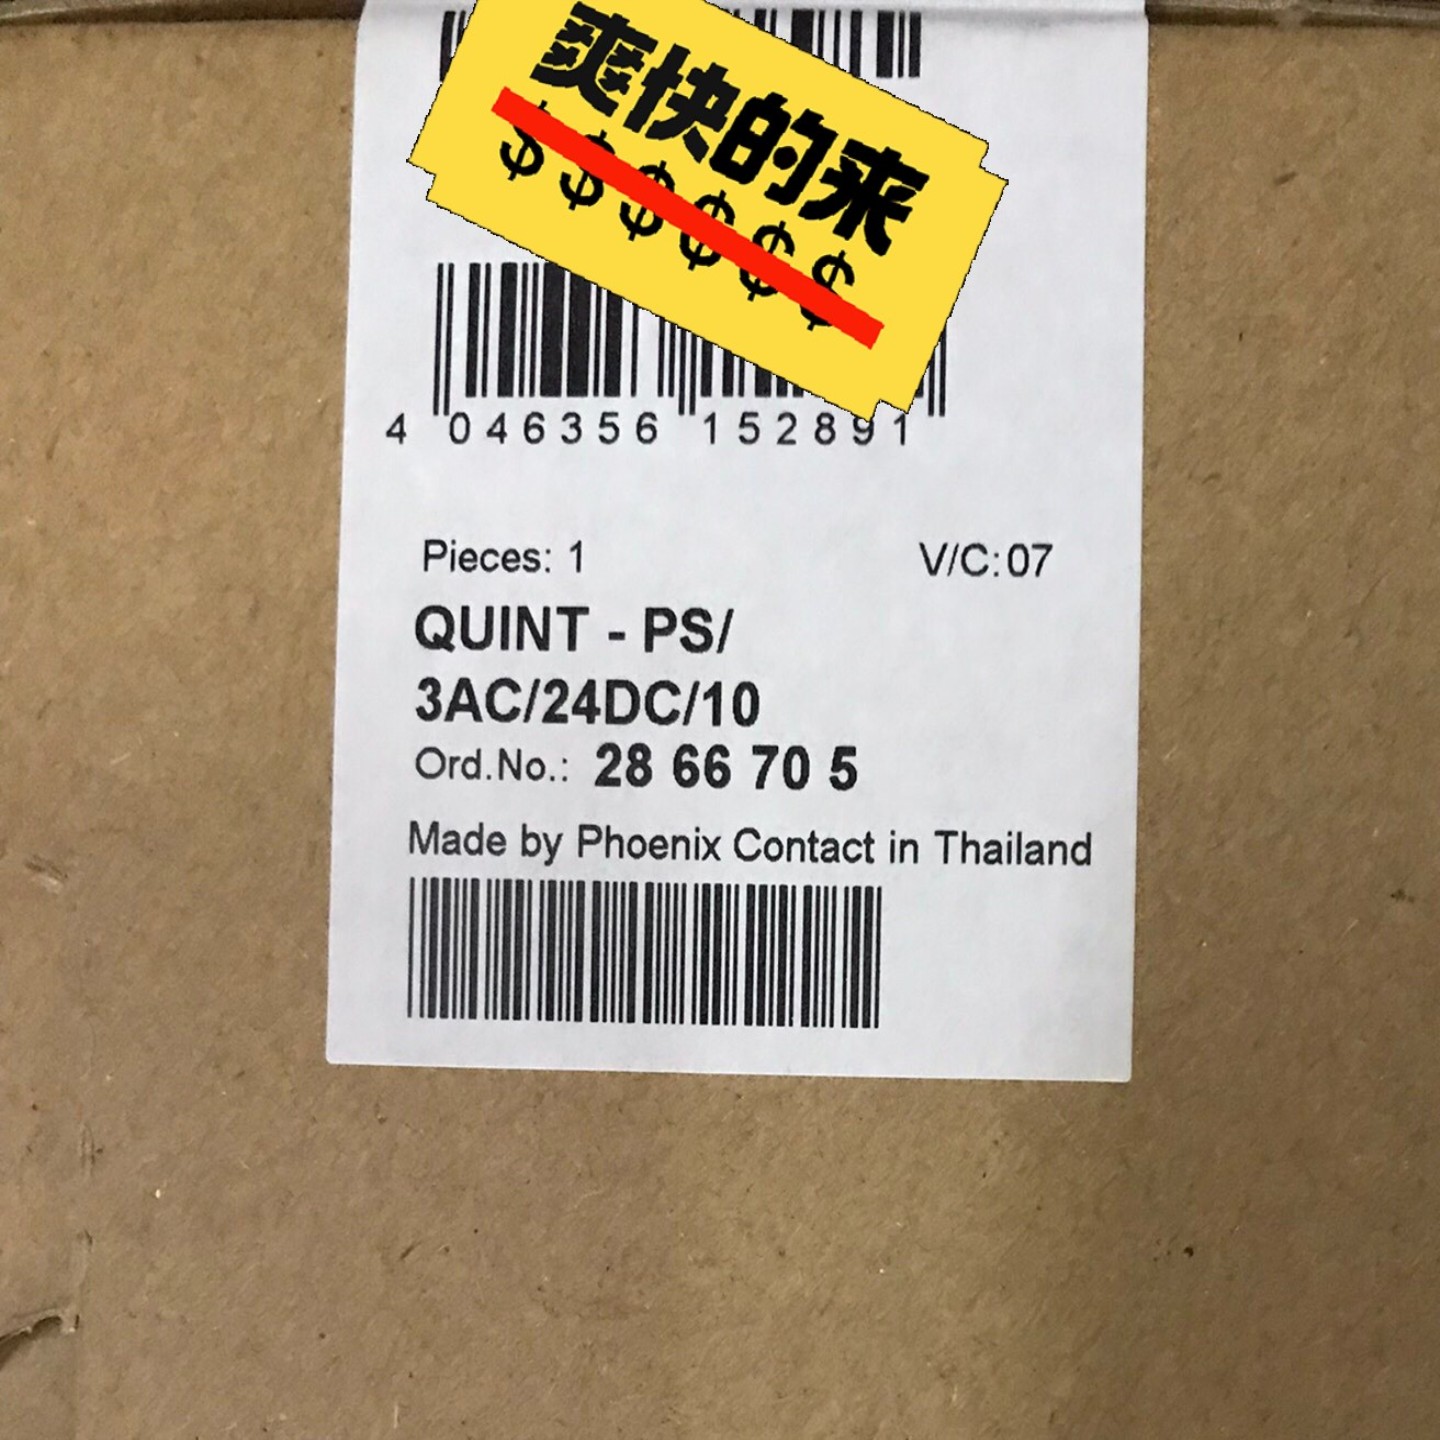 爽快的来
$ $ $ $ $ $
4 046356 152891
Pieces: 1 V/C:07
QUINT - PS/
3AC/24DC/10
Ord.No.: 28 66 70 5
Made by Phoenix Contact in Thailand